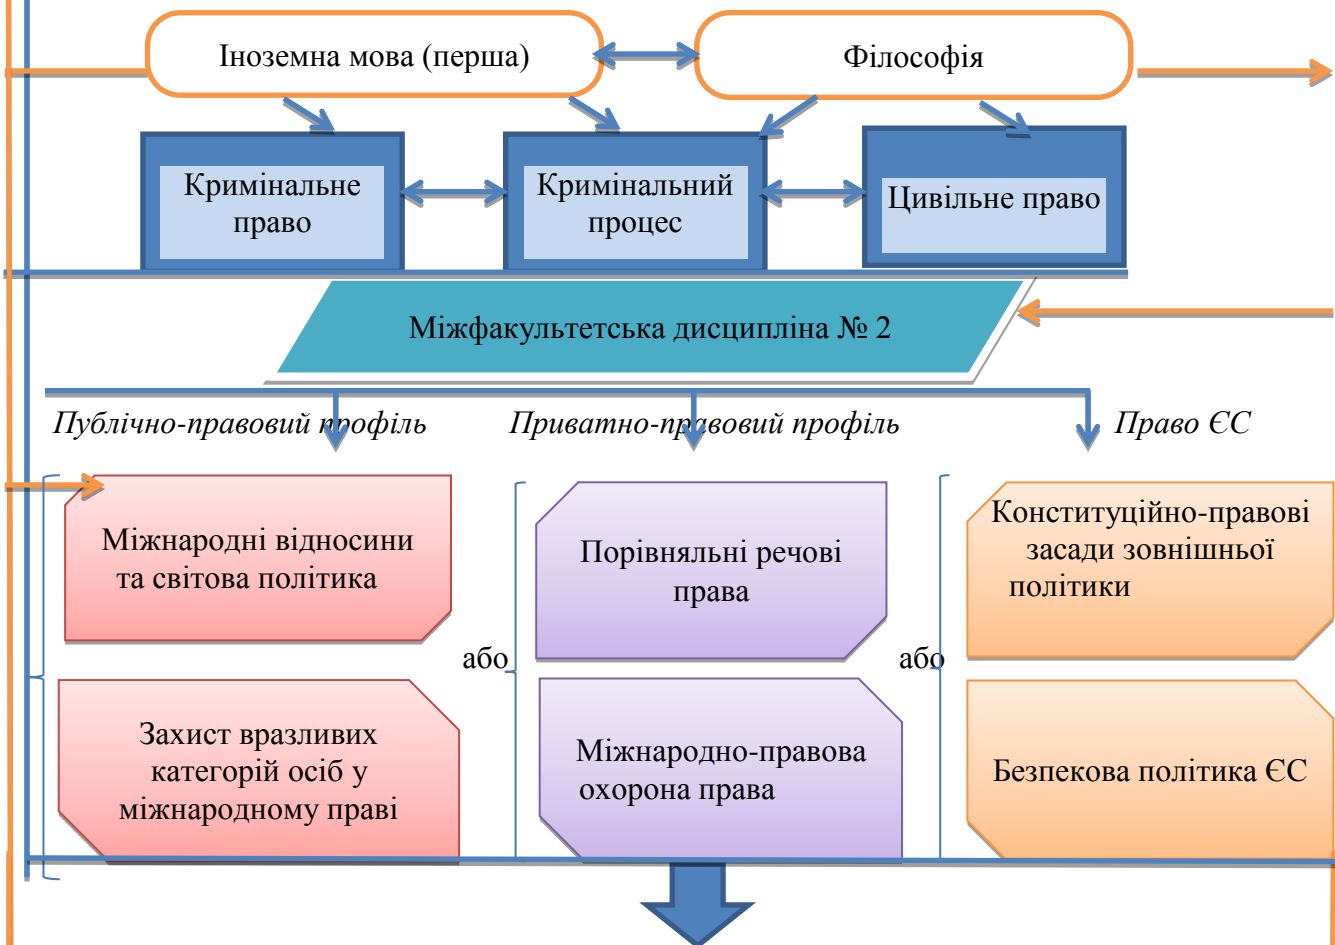 Іноземна мова (перша)
Філософія
Кримінальне
право
Кримінальний
процес
Цивільне право
Міжфакультетська дисципліна № 2
Публічно-правовий профіль
Приватно-правовий профіль
Право ЄС
Міжнародні відносини
та світова політика
Порівняльні речові
права
Конституційно-правові
засади зовнішньої
політики
або
або
Захист вразливих
категорій осіб у
міжнародному праві
Міжнародно-правова
охорона права
Безпекова політика ЄС